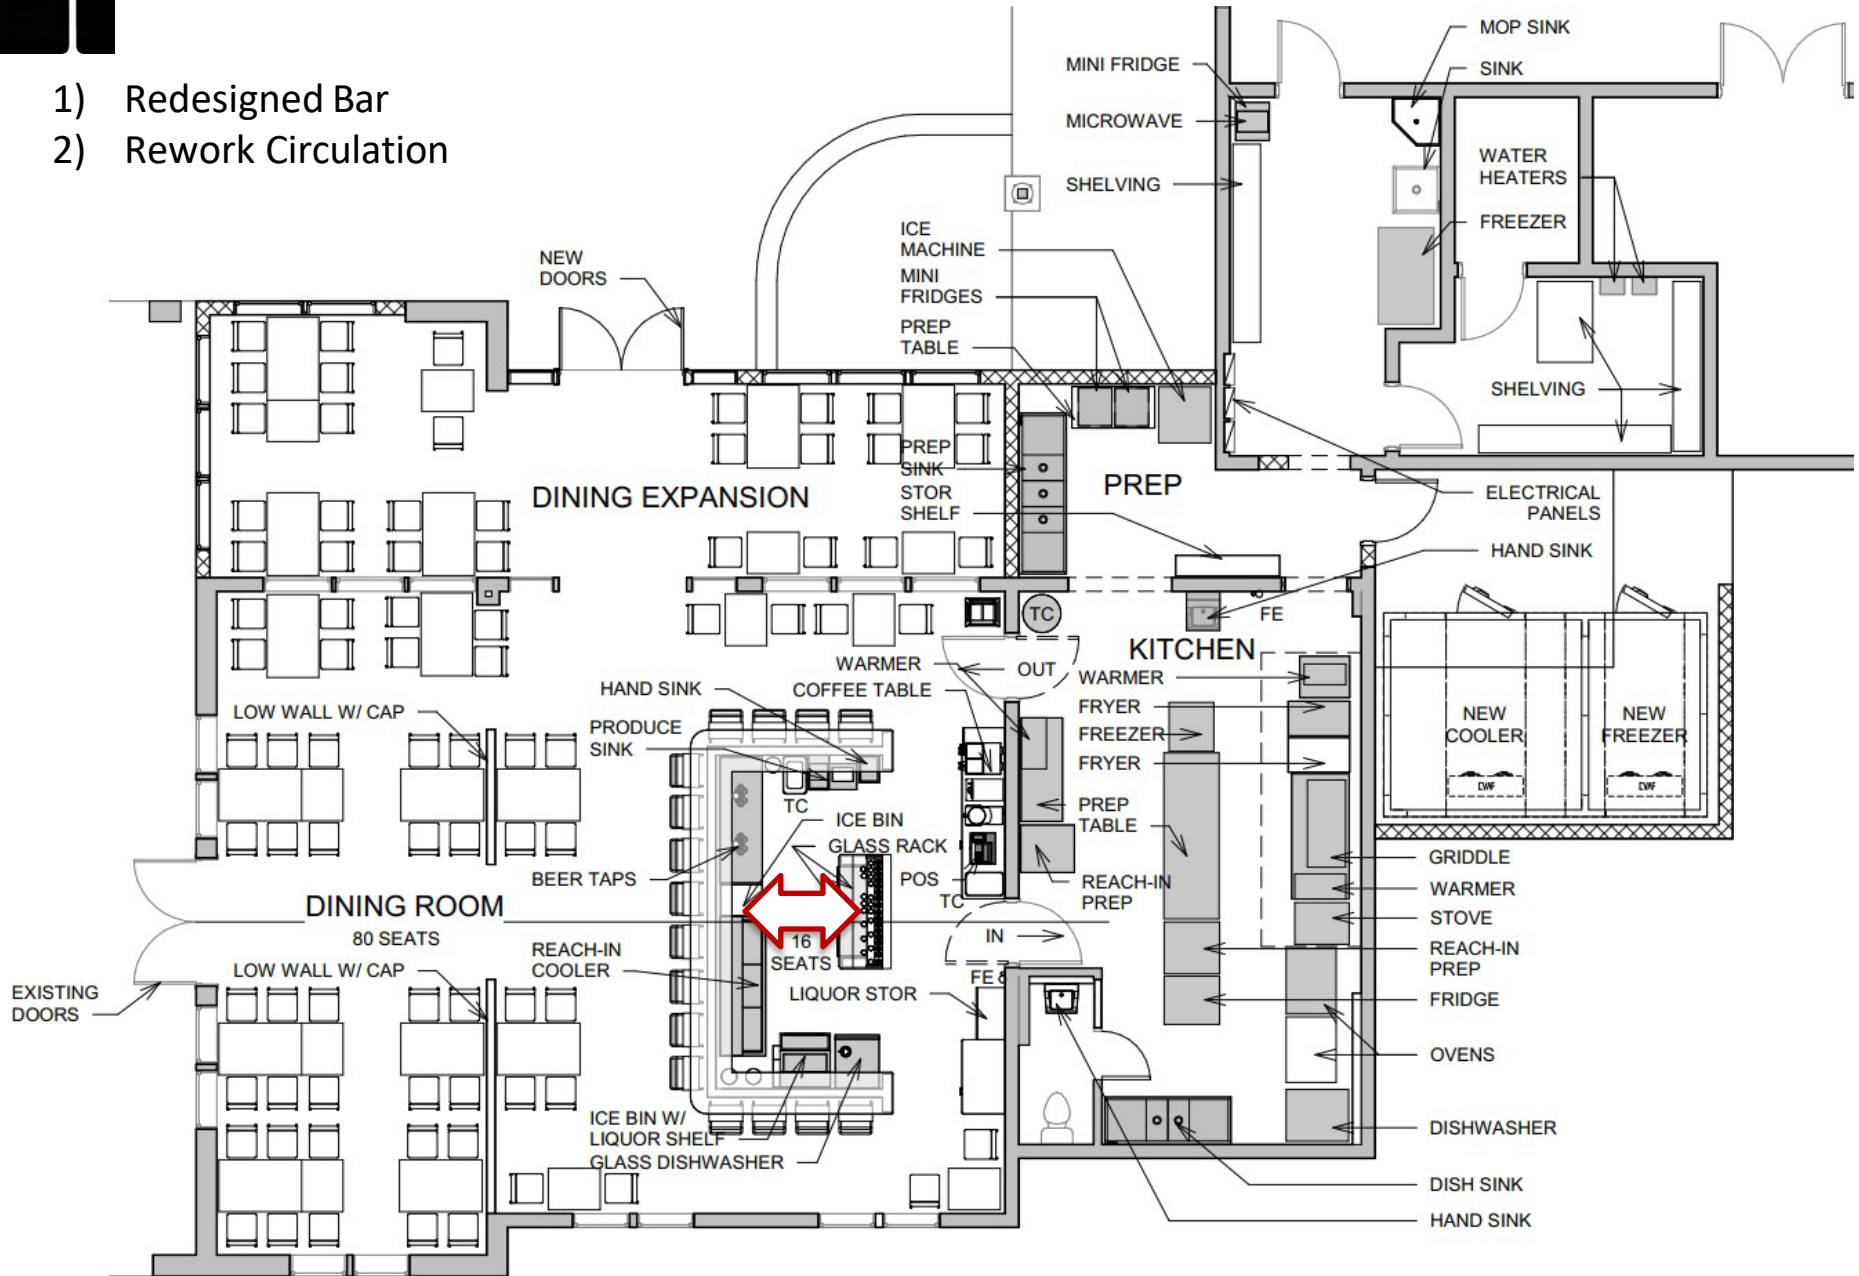 1) Redesigned Bar
2) Rework Circulation
MOP SINK
SINK
MINI FRIDGE
MICROWAVE
SHELVING
WATER
HEATERS
FREEZER
ICE
MACHINE
MINI
FRIDGES
PREP
TABLE
NEW
DOORS
SHELVING
PREP
SINK
STOR
SHELF
PREP
DINING EXPANSION
ELECTRICAL
PANELS
HAND SINK
TC
FE
KITCHEN
OUT
WARMER
COFFEE TABLE
HAND SINK
PRODUCE
SINK
LOW WALL W/ CAP
WARMER
FRYER
FREEZER
FRYER
PREP
TABLE
NEW
COOLER
NEW
FREEZER
CWF
CWF
TC
ICE BIN
GLASS RACK
BEER TAPS
POS
TC
REACH-IN
PREP
GRIDDLE
WARMER
STOVE
REACH-IN
PREP
FRIDGE
DINING ROOM
80 SEATS
16
SEATS
IN
REACH-IN
COOLER
LOW WALL W/ CAP
FE
LIQUOR STOR
EXISTING
DOORS
OVENS
ICE BIN W/
LIQUOR SHELF
GLASS DISHWASHER
DISHWASHER
DISH SINK
HAND SINK